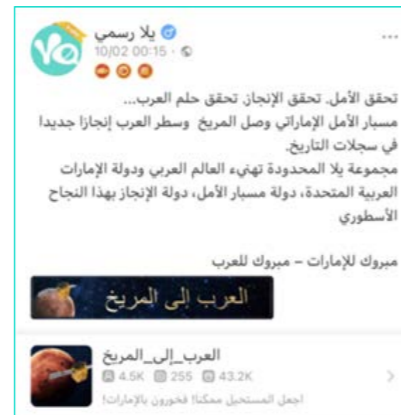 يلا رسمي
10/02 00:15
تحقق الأمل. تحقق الإنجاز. تحقق حلم العرب...
مسبار الأمل الإماراتي وصل المريخ وسطر العرب إنجازا جديدا
في سجلات التاريخ.
مجموعة يلا المحدودة تهنيء العالم العربي ودولة الإمارات
العربية المتحدة، دولة مسبار الأمل، دولة الإنجاز بهذا النجاح
الأسطوري
مبروك للإمارات – مبروك للعرب
العرب إلى المريخ
العرب_إلى_المريخ
4.5K 255 43.2K
اجعل المستحيل ممكنا! فخورون بالإمارات!